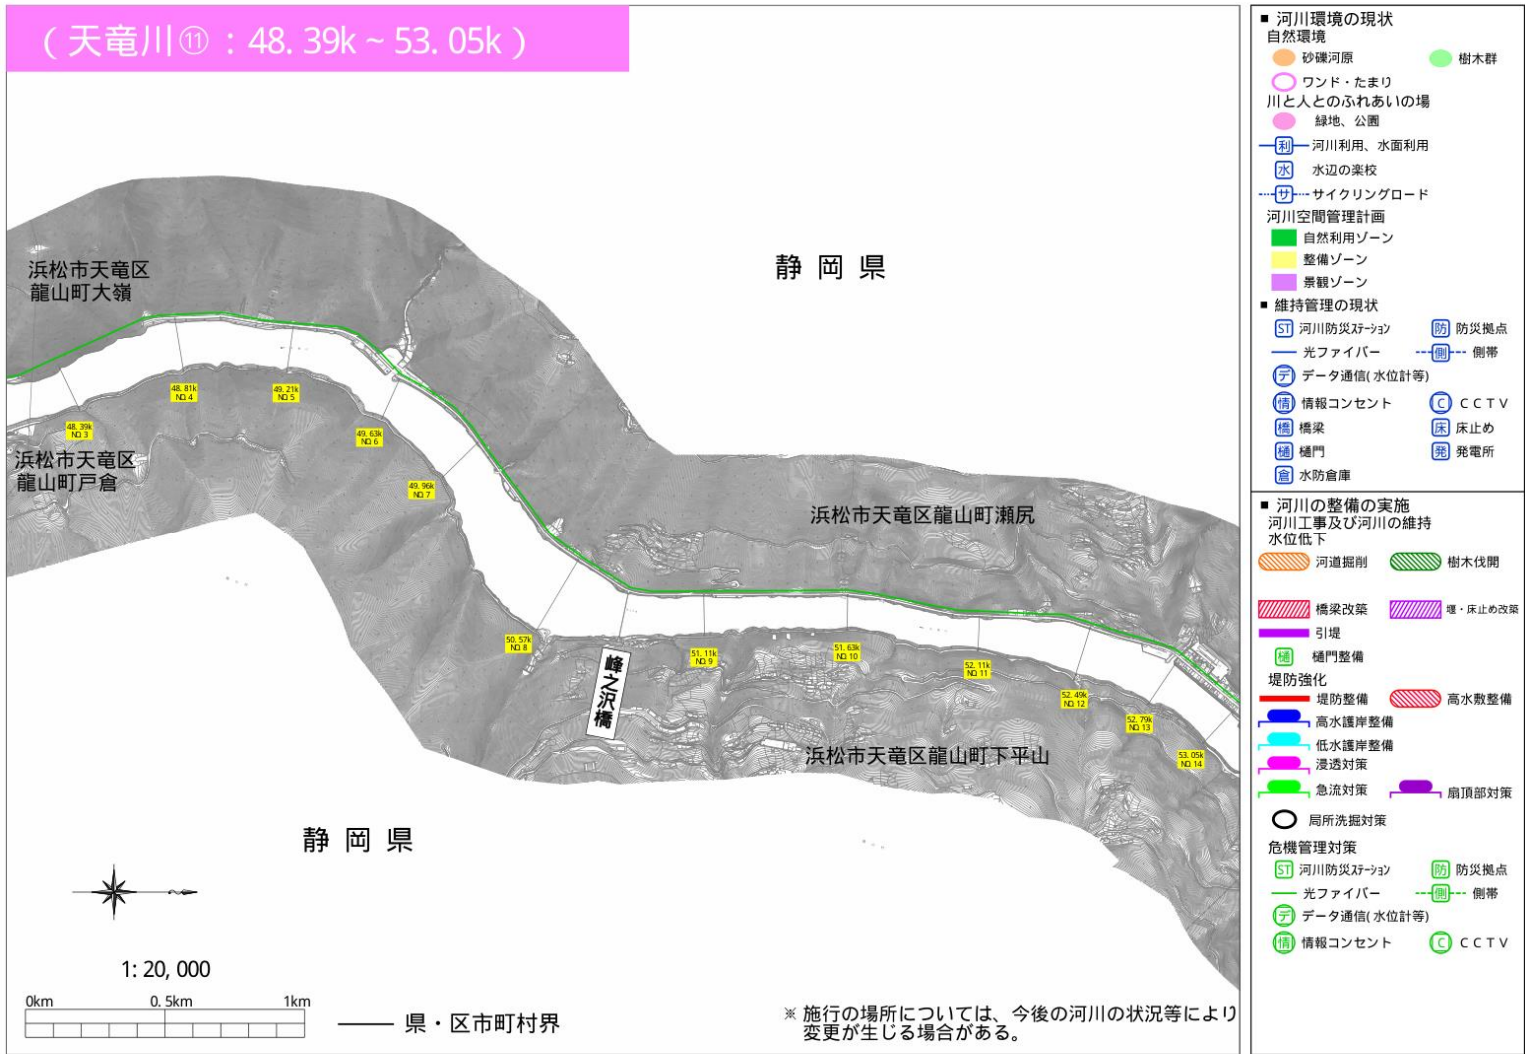 (天竜川⑪:48.39k~53.05k)
静岡県
浜松市天竜区
龍山町大嶺
48.39k
NO.3
48.81k
NO.4
49.21k
NO.5
49.63k
NO.6
49.96k
NO.7
浜松市天竜区
龍山町戸倉
浜松市天竜区龍山町瀬尻
50.57k
NO.8
峰之沢橋
51.11k
NO.9
51.63k
NO.10
52.11k
NO.11
52.49k
NO.12
52.79k
NO.13
53.05k
NO.14
浜松市天竜区龍山町下平山
静岡県
1:20,000
0km 0.5km 1km
県・区市町村界
※ 施行の場所については、今後の河川の状況等により
変更が生じる場合がある。
■ 河川環境の現状
自然環境
砂礫河原 樹木群
ワンド・たまり
川と人とのふれあいの場
緑地、公園
利 河川利用、水面利用
水 水辺の楽校
サ サイクリングロード
河川空間管理計画
自然利用ゾーン
整備ゾーン
景観ゾーン
■ 維持管理の現状
ST 河川防災ステーション 防 防災拠点
光ファイバー 側 側帯
デ データ通信(水位計等)
情 情報コンセント C CCTV
橋 橋梁 床 床止め
樋 樋門 発 発電所
倉 水防倉庫
■ 河川の整備の実施
河川工事及び河川の維持
水位低下
河道掘削 樹木伐開
橋梁改築 堰・床止め改築
引堤
樋 樋門整備
堤防強化
堤防整備 高水敷整備
高水護岸整備
低水護岸整備
浸透対策
急流対策 扇頂部対策
局所洗掘対策
危機管理対策
ST 河川防災ステーション 防 防災拠点
光ファイバー 側 側帯
デ データ通信(水位計等)
情 情報コンセント C CCTV